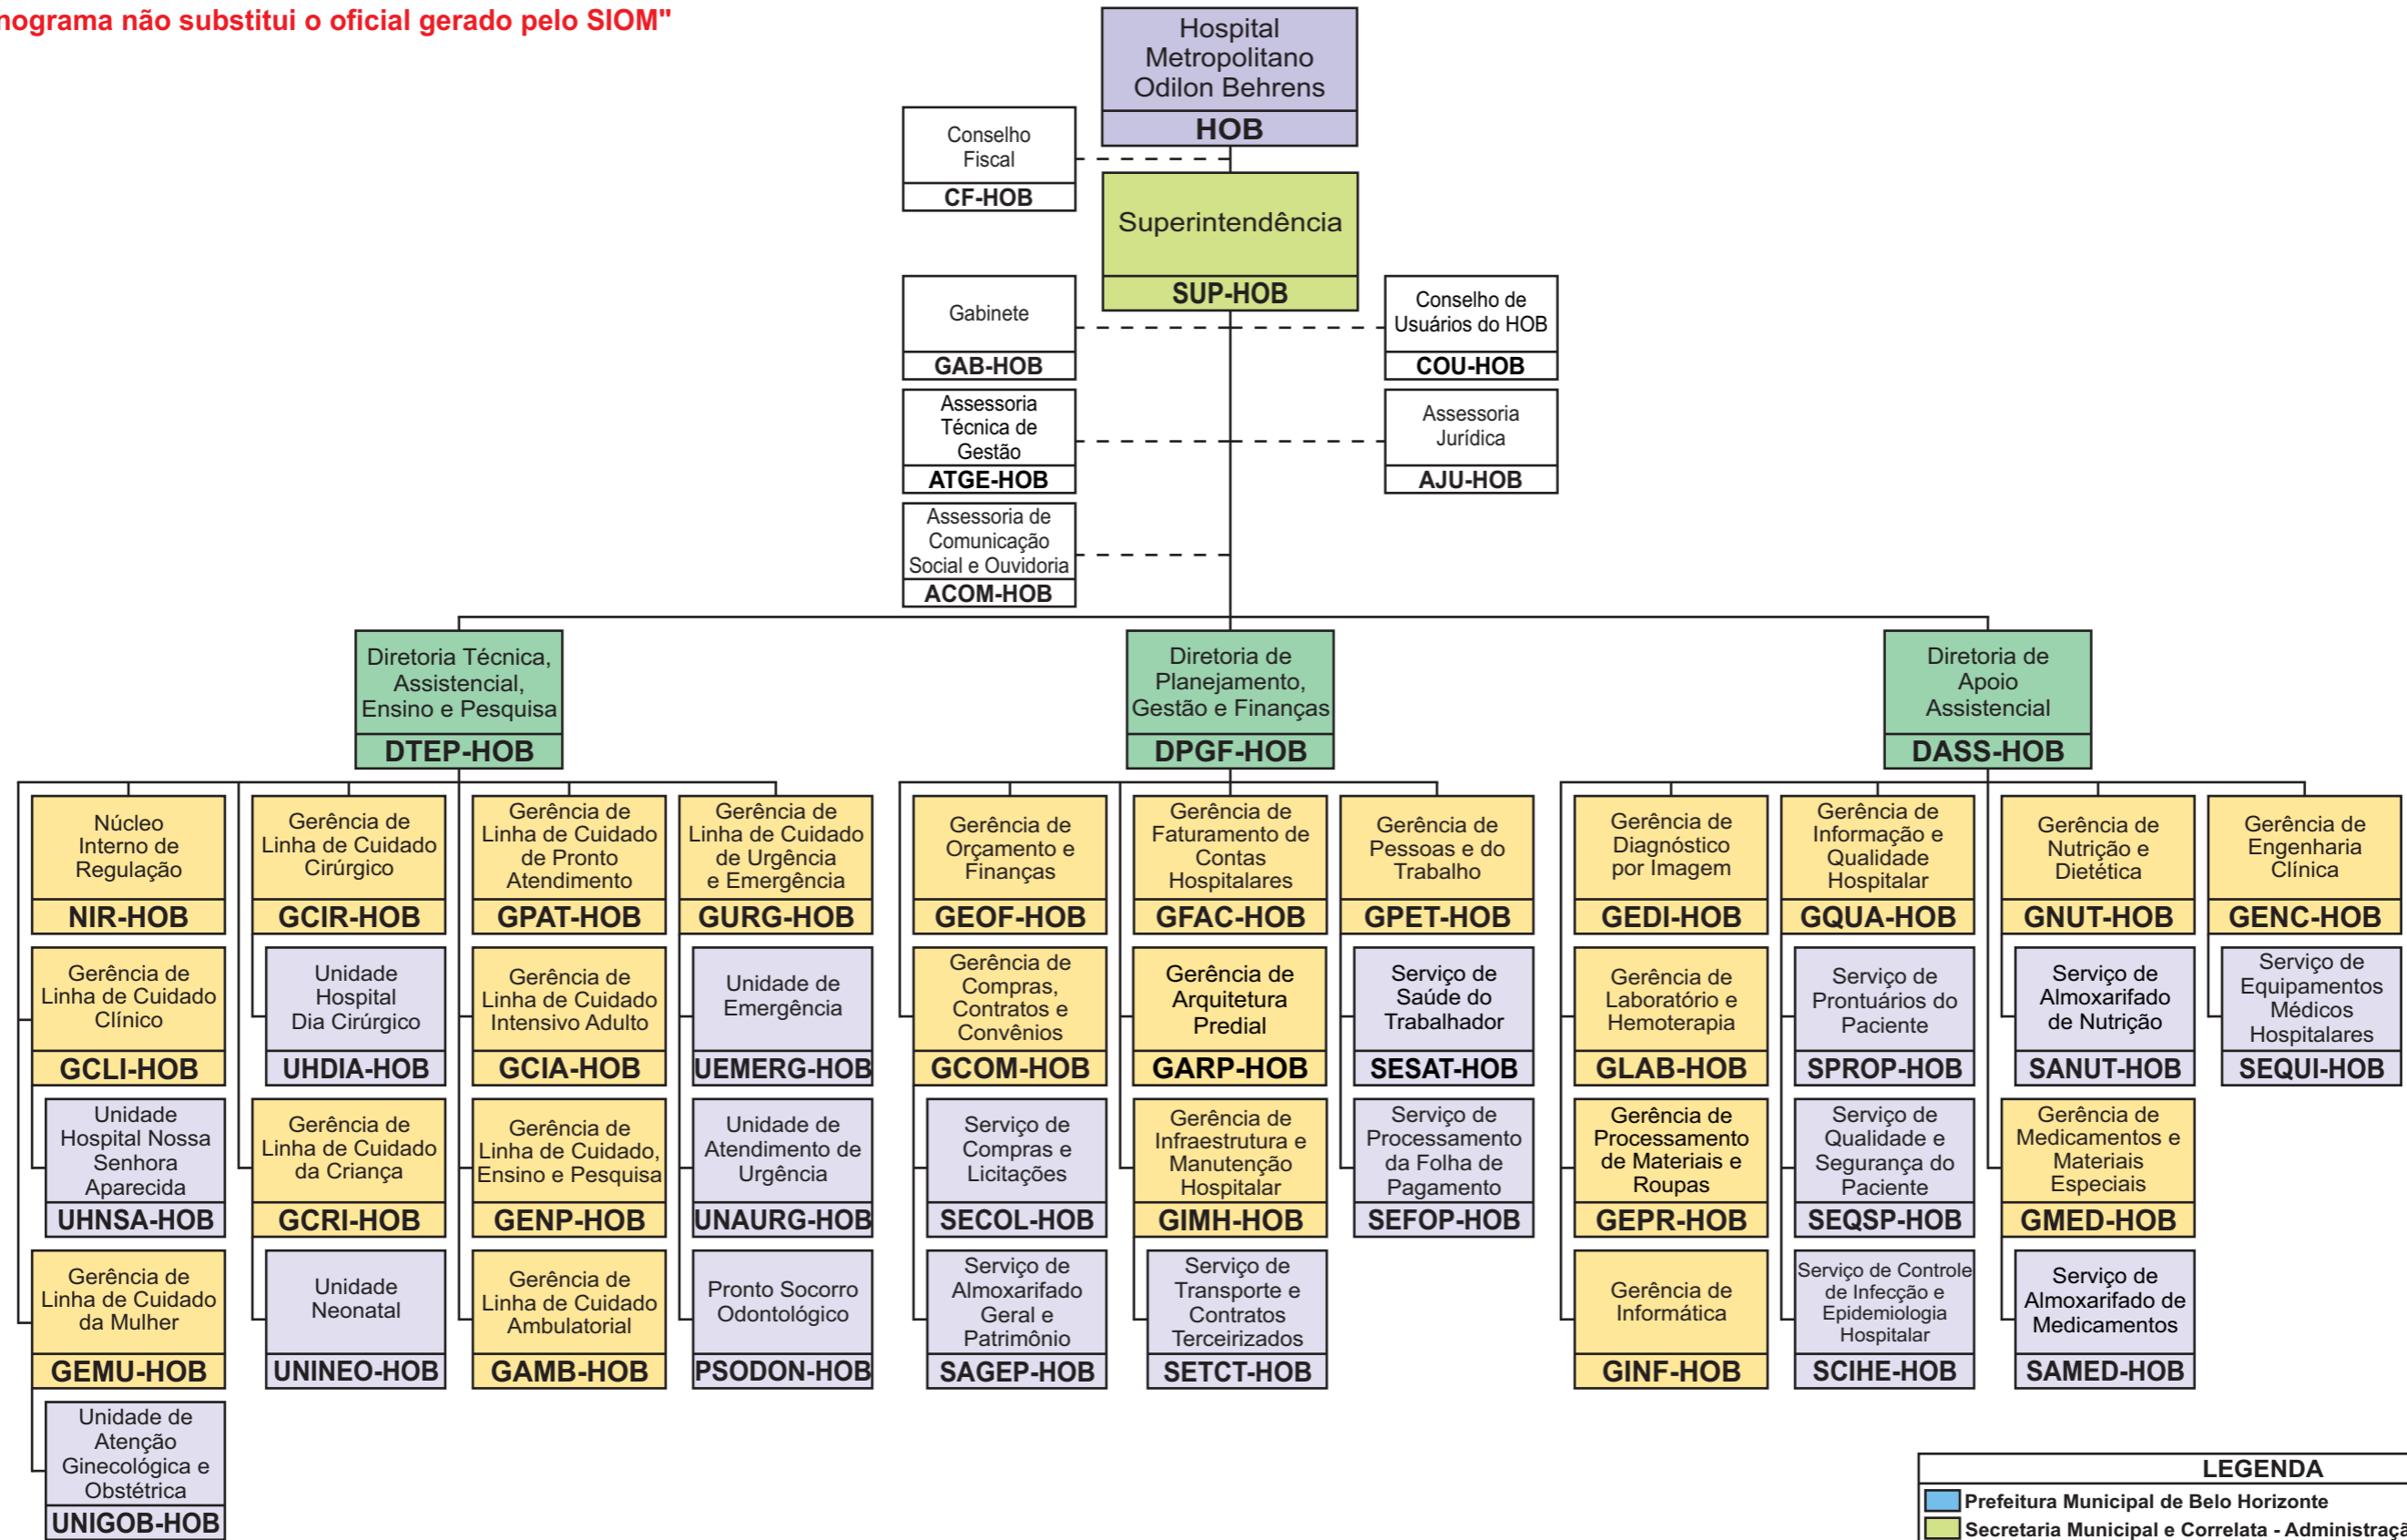 nograma não substitui o oficial gerado pelo SIOM"
Hospital
Metropolitano
Odilon Behrens
HOB
Conselho
Fiscal
CF-HOB
Superintendência
SUP-HOB
Gabinete
GAB-HOB
Conselho de
Usuários do HOB
COU-HOB
Assessoria
Técnica de
Gestão
ATGE-HOB
Assessoria
Jurídica
AJU-HOB
Assessoria de
Comunicação
Social e Ouvidoria
ACOM-HOB
Diretoria Técnica,
Assistencial,
Ensino e Pesquisa
DTEP-HOB
Diretoria de
Planejamento,
Gestão e Finanças
DPGF-HOB
Diretoria de
Apoio
Assistencial
DASS-HOB
Núcleo
Interno de
Regulação
NIR-HOB
Gerência de
Linha de Cuidado
Cirúrgico
GCIR-HOB
Gerência de
Linha de Cuidado
de Pronto
Atendimento
GPAT-HOB
Gerência de
Linha de Cuidado
de Urgência
e Emergência
GURG-HOB
Gerência de
Orçamento e
Finanças
GEOF-HOB
Gerência de
Faturamento de
Contas
Hospitalares
GFAC-HOB
Gerência de
Pessoas e do
Trabalho
GPET-HOB
Gerência de
Diagnóstico
por Imagem
GEDI-HOB
Gerência de
Informação e
Qualidade
Hospitalar
GQUA-HOB
Gerência de
Nutrição e
Dietética
GNUT-HOB
Gerência de
Engenharia
Clínica
GENC-HOB
Gerência de
Linha de Cuidado
Clínico
GCLI-HOB
Unidade
Hospital
Dia Cirúrgico
UHDIA-HOB
Gerência de
Linha de Cuidado
Intensivo Adulto
GCIA-HOB
Unidade de
Emergência
UEMERG-HOB
Gerência de
Compras,
Contratos e
Convênios
GCOM-HOB
Gerência de
Arquitetura
Predial
GARP-HOB
Serviço de
Saúde do
Trabalhador
SESAT-HOB
Gerência de
Laboratório e
Hemoterapia
GLAB-HOB
Serviço de
Prontuários do
Paciente
SPROP-HOB
Serviço de
Almoxarifado
de Nutrição
SANUT-HOB
Serviço de
Equipamentos
Médicos
Hospitalares
SEQUI-HOB
Unidade
Hospital Nossa
Senhora
Aparecida
UHNSA-HOB
Gerência de
Linha de Cuidado
da Criança
GCRI-HOB
Gerência de
Linha de Cuidado,
Ensino e Pesquisa
GENP-HOB
Unidade de
Atendimento de
Urgência
UNAURG-HOB
Serviço de
Compras e
Licitações
SECOL-HOB
Gerência de
Infraestrutura e
Manutenção
Hospitalar
GIMH-HOB
Serviço de
Processamento
da Folha de
Pagamento
SEFOP-HOB
Gerência de
Processamento
de Materiais e
Roupas
GEPR-HOB
Serviço de
Qualidade e
Segurança do
Paciente
SEQSP-HOB
Gerência de
Medicamentos e
Materiais
Especiais
GMED-HOB
Gerência de
Linha de Cuidado
da Mulher
GEMU-HOB
Unidade
Neonatal
UNINEO-HOB
Gerência de
Linha de Cuidado
Ambulatorial
GAMB-HOB
Pronto Socorro
Odontológico
PSODON-HOB
Serviço de
Almoxarifado
Geral e
Patrimônio
SAGEP-HOB
Serviço de
Transporte e
Contratos
Terceirizados
SETCT-HOB
Gerência de
Informática
GINF-HOB
Serviço de Controle
de Infecção e
Epidemiologia
Hospitalar
SCIHE-HOB
Serviço de
Almoxarifado de
Medicamentos
SAMED-HOB
Unidade de
Atenção
Ginecológica e
Obstétrica
UNIGOB-HOB
LEGENDA
Prefeitura Municipal de Belo Horizonte
Secretaria Municipal e Correlata - Administraçã